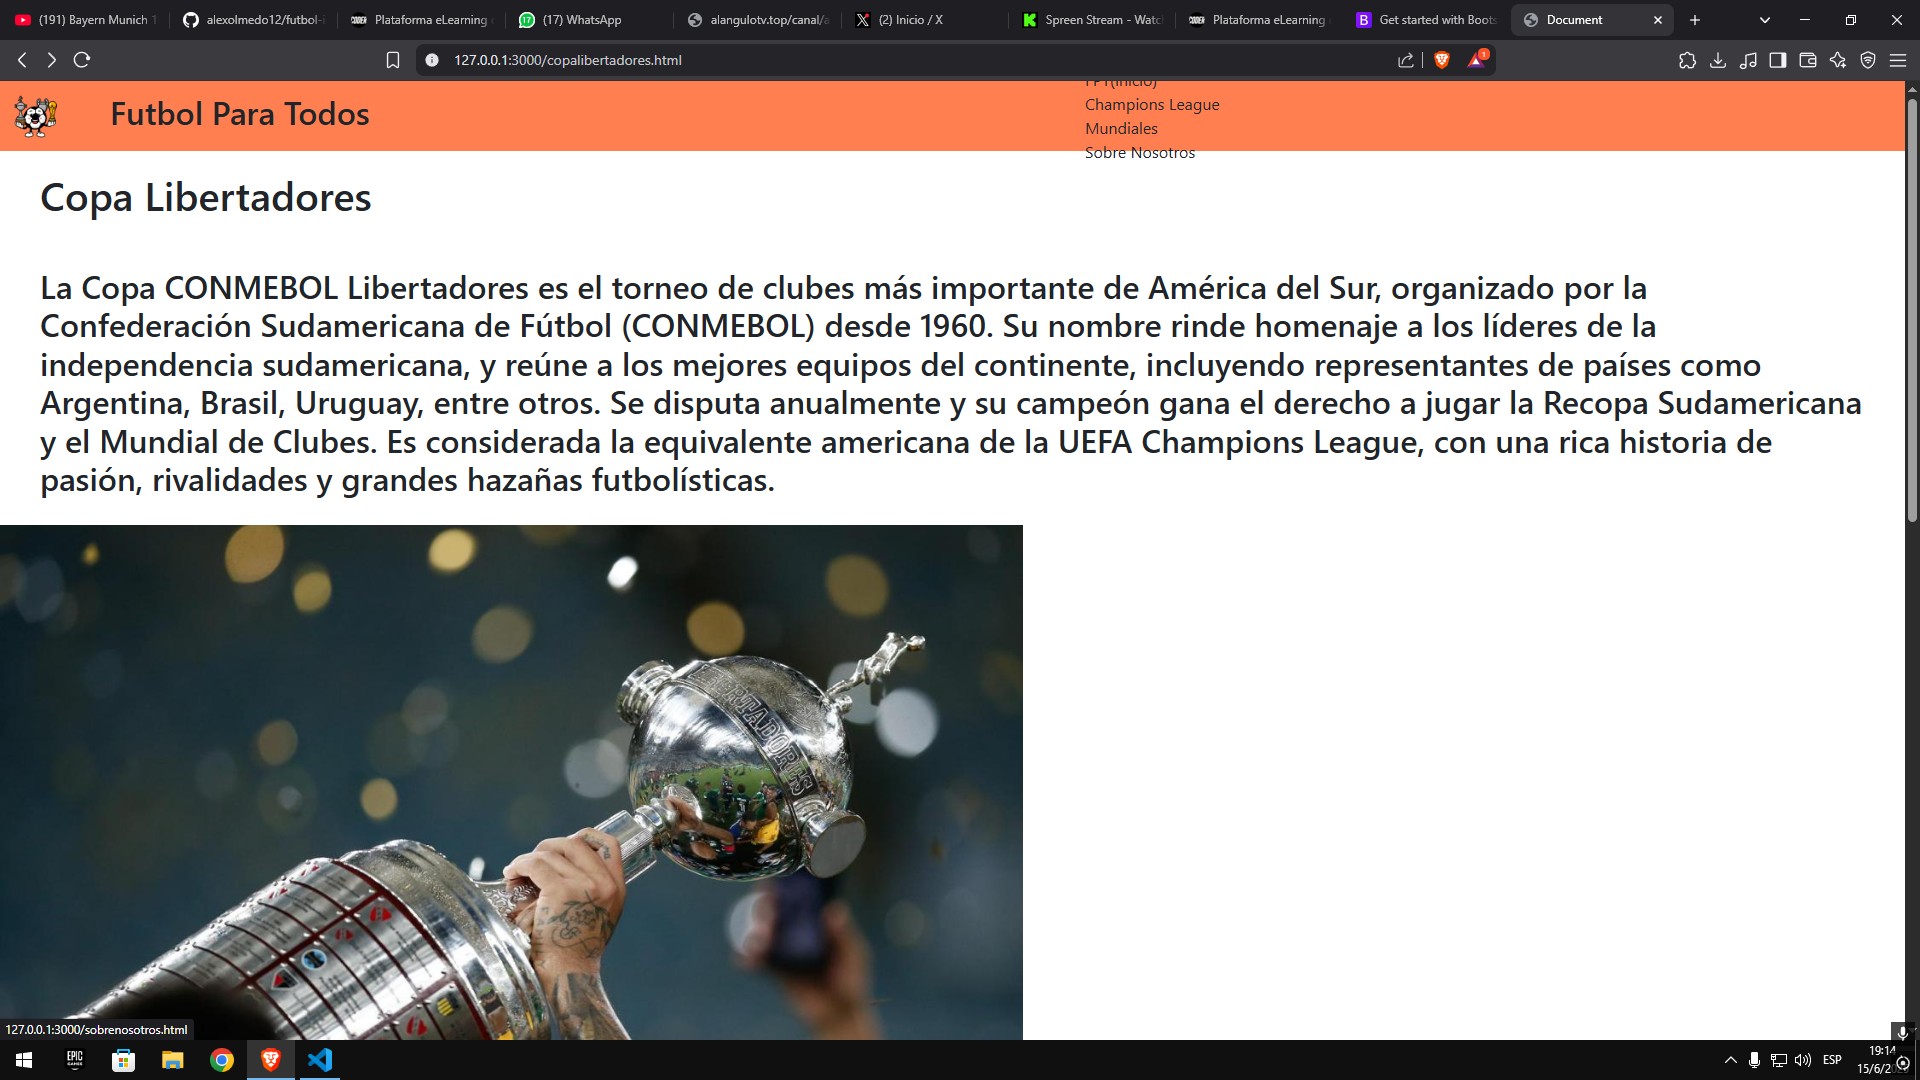 (191) Bayern Munich 1
alexolmedo12/futbol-i
Plataforma eLearning
(17) WhatsApp
alangulotv.top/canal/a
(2) Inicio / X
Spreen Stream - Watc
Plataforma eLearning
Get started with Boots
Document
127.0.0.1:3000/copalibertadores.html
Futbol Para Todos
Champions League
Mundiales
Sobre Nosotros
Copa Libertadores
La Copa CONMEBOL Libertadores es el torneo de clubes más importante de América del Sur, organizado por la
Confederación Sudamericana de Fútbol (CONMEBOL) desde 1960. Su nombre rinde homenaje a los líderes de la
independencia sudamericana, y reúne a los mejores equipos del continente, incluyendo representantes de países como
Argentina, Brasil, Uruguay, entre otros. Se disputa anualmente y su campeón gana el derecho a jugar la Recopa Sudamericana
y el Mundial de Clubes. Es considerada la equivalente americana de la UEFA Champions League, con una rica historia de
pasión, rivalidades y grandes hazañas futbolísticas.
LIBERTADORES
127.0.0.1:3000/sobrenosotros.html
ESP
19:14
15/6/2